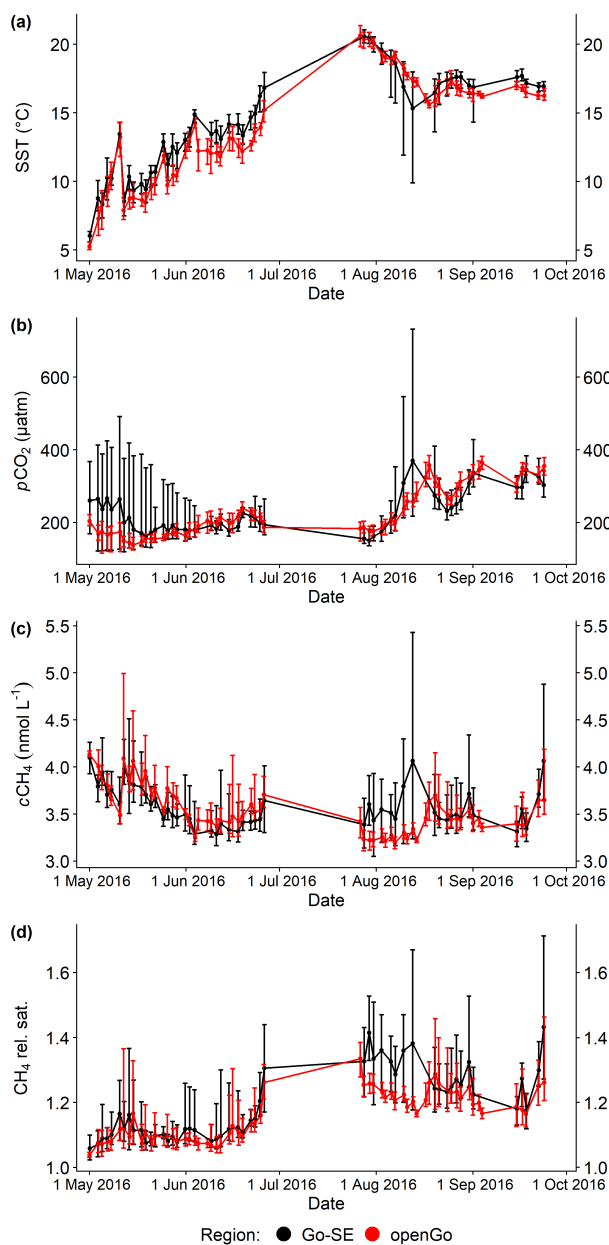 (a)
20 20
15 15
10 10
5 5
SST (°C)
1 May 2016 1 Jun 2016 1 Jul 2016 1 Aug 2016 1 Sep 2016 1 Oct 2016
Date
(b)
600 600
400 400
200 200
pCO₂ (µatm)
1 May 2016 1 Jun 2016 1 Jul 2016 1 Aug 2016 1 Sep 2016 1 Oct 2016
Date
(c)
5.5 5.5
5.0 5.0
4.5 4.5
4.0 4.0
3.5 3.5
3.0 3.0
cCH₄ (nmol L⁻¹)
1 May 2016 1 Jun 2016 1 Jul 2016 1 Aug 2016 1 Sep 2016 1 Oct 2016
Date
(d)
1.6 1.6
1.4 1.4
1.2 1.2
1.0 1.0
CH₄ rel. sat.
1 May 2016 1 Jun 2016 1 Jul 2016 1 Aug 2016 1 Sep 2016 1 Oct 2016
Date
Region: Go-SE openGo